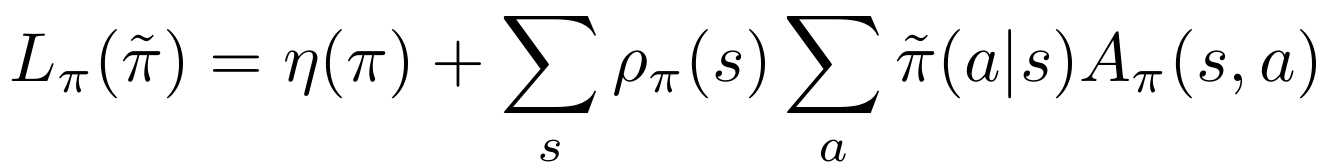 L_π(π̃) = η(π) + ∑_s ρ_π(s) ∑_a π̃(a|s)A_π(s, a)